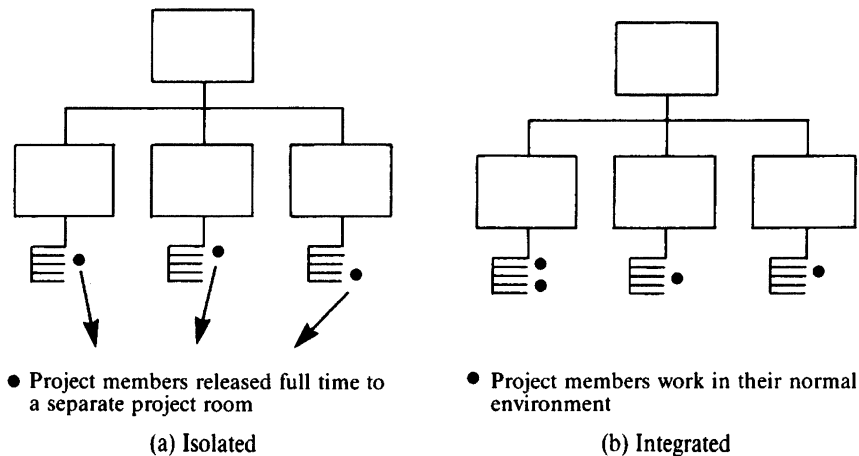 ● Project members released full time to
a separate project room
(a) Isolated
● Project members work in their normal
environment
(b) Integrated